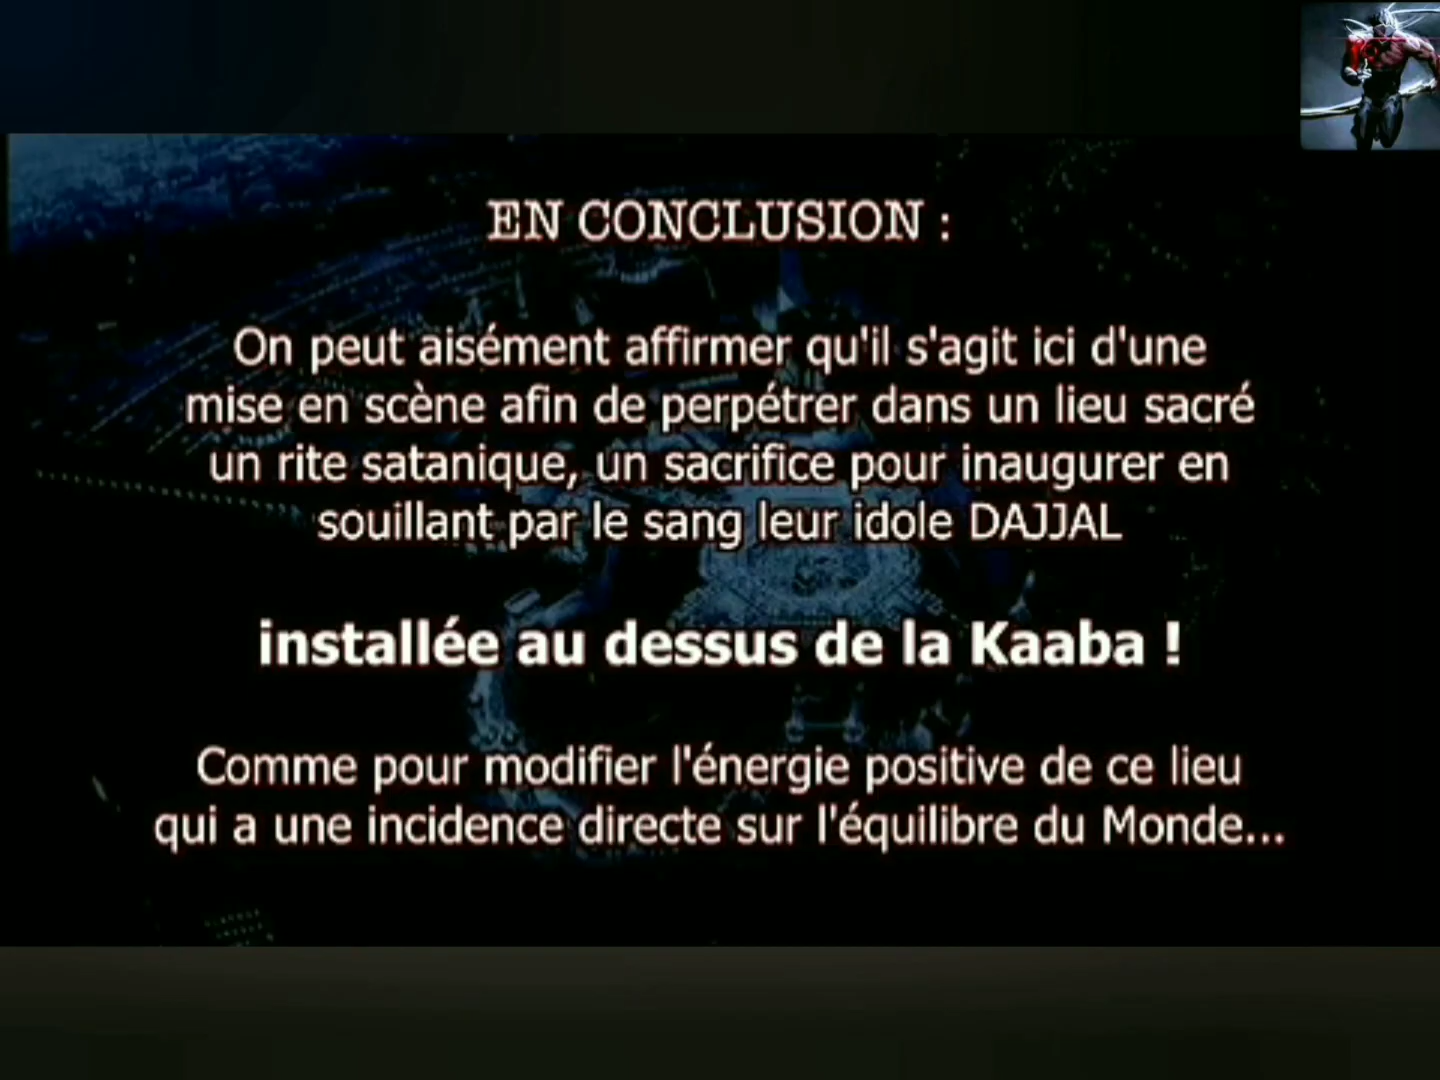 EN CONCLUSION :
On peut aisément affirmer qu'il s'agit ici d'une
mise en scène afin de perpétrer dans un lieu sacré
un rite satanique, un sacrifice pour inaugurer en
souillant par le sang leur idole DAJJAL
installée au dessus de la Kaaba !
Comme pour modifier l'énergie positive de ce lieu
qui a une incidence directe sur l'équilibre du Monde...